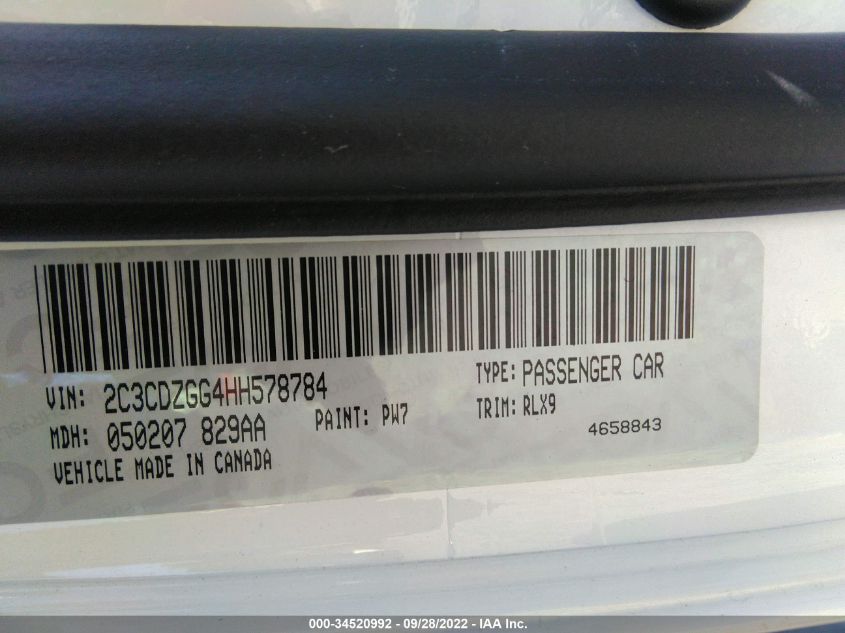 VIN: 2C3CDZGG4HH578784
TYPE: PASSENGER CAR
MDH: 050207 829AA
PAINT: PW7
TRIM: RLX9
4658843
VEHICLE MADE IN CANADA
000-34520992 - 09/28/2022 - IAA Inc.